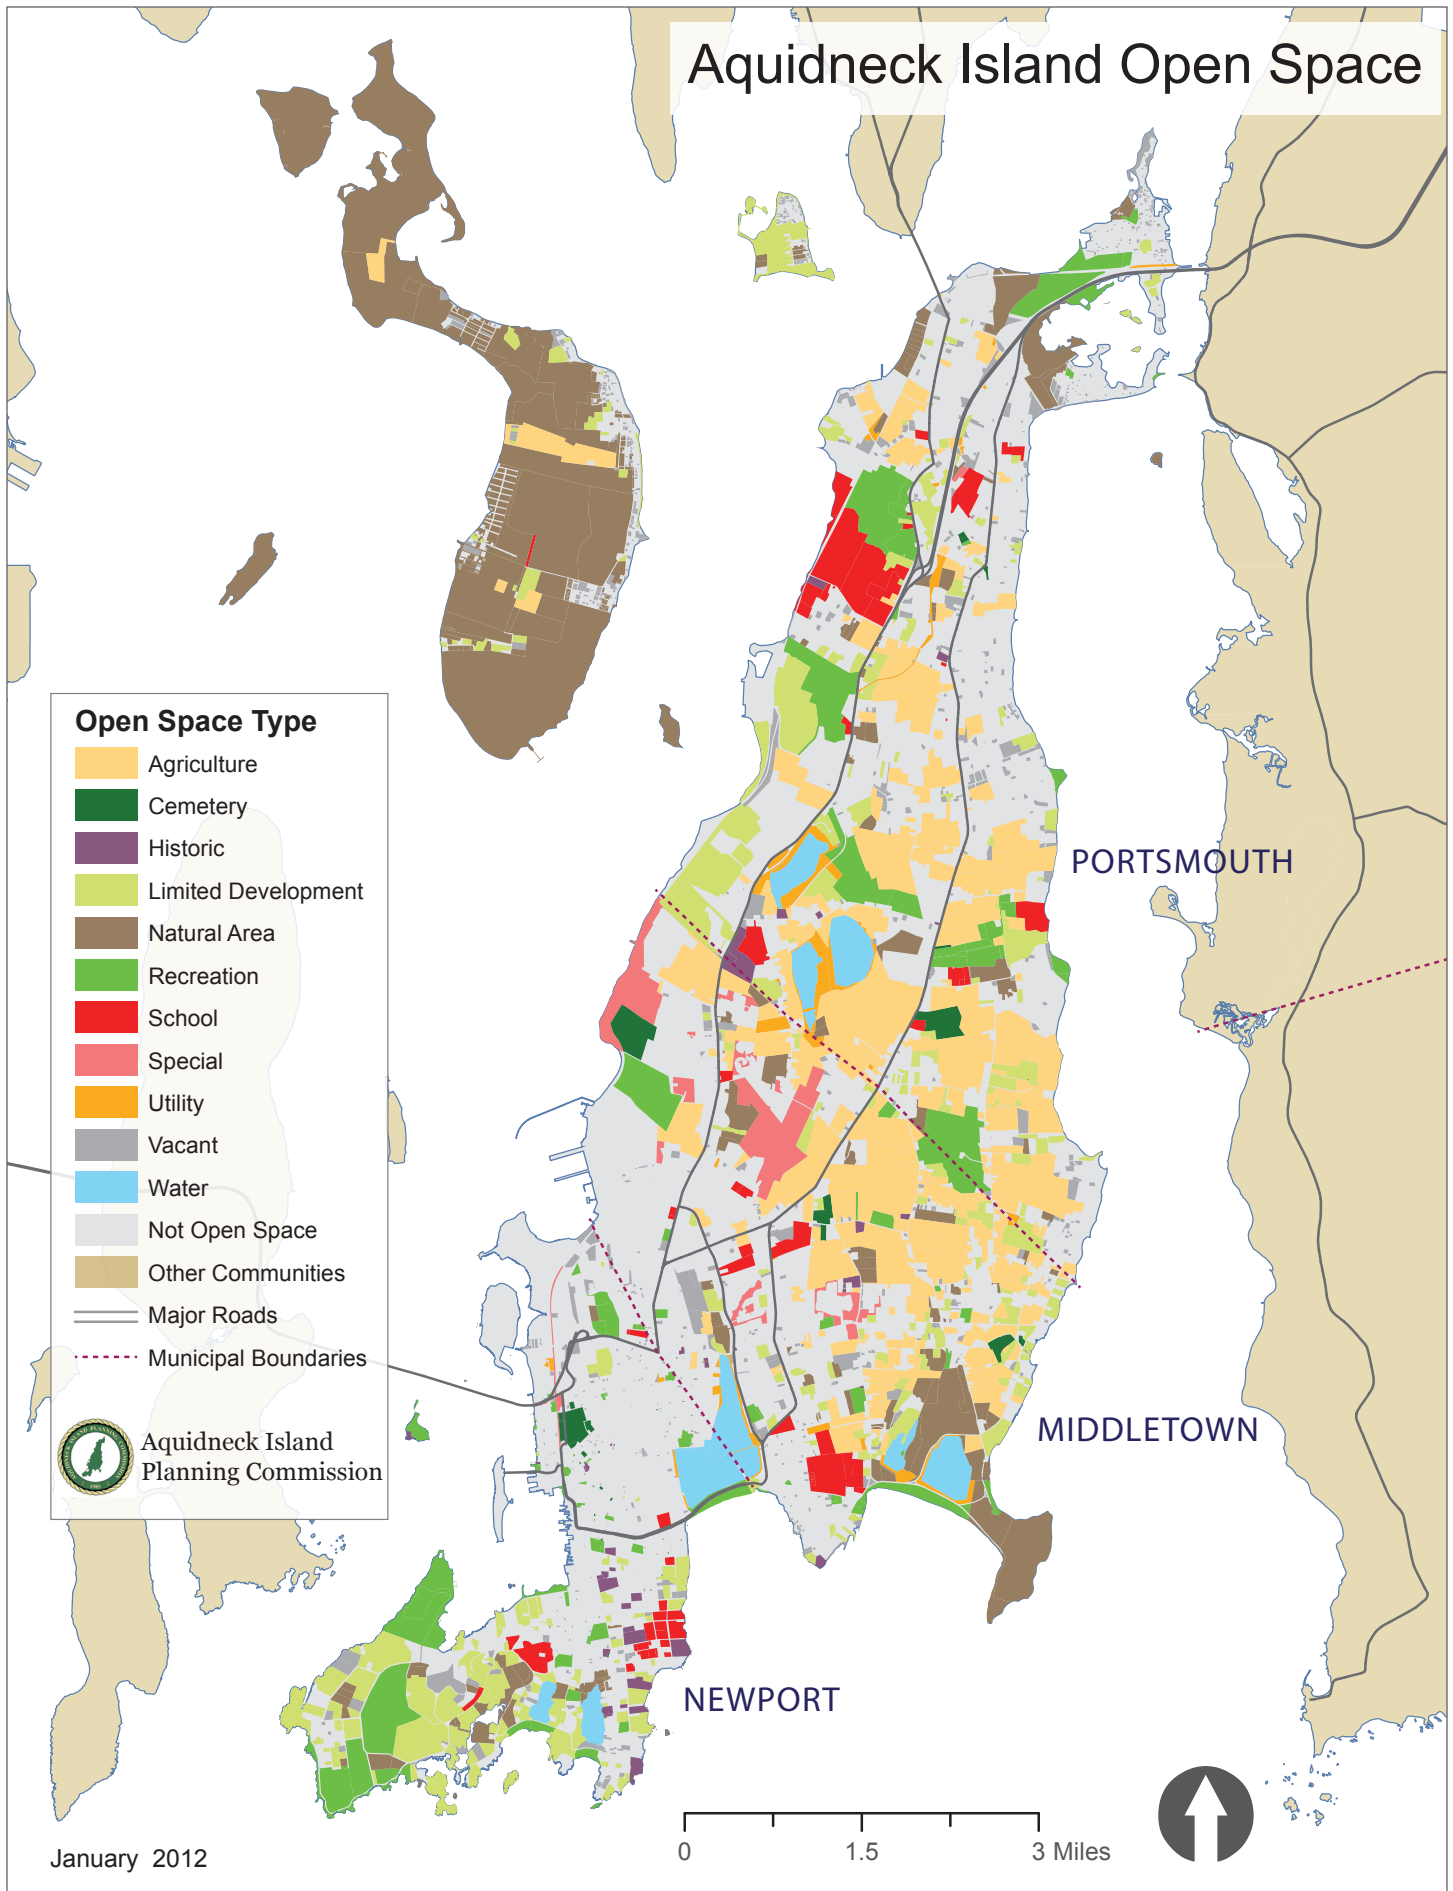 Aquidneck Island Open Space
PORTSMOUTH
MIDDLETOWN
NEWPORT
Open Space Type
Agriculture
Cemetery
Historic
Limited Development
Natural Area
Recreation
School
Special
Utility
Vacant
Water
Not Open Space
Other Communities
Major Roads
Municipal Boundaries
Aquidneck Island
Planning Commission
0 1.5 3 Miles
January 2012